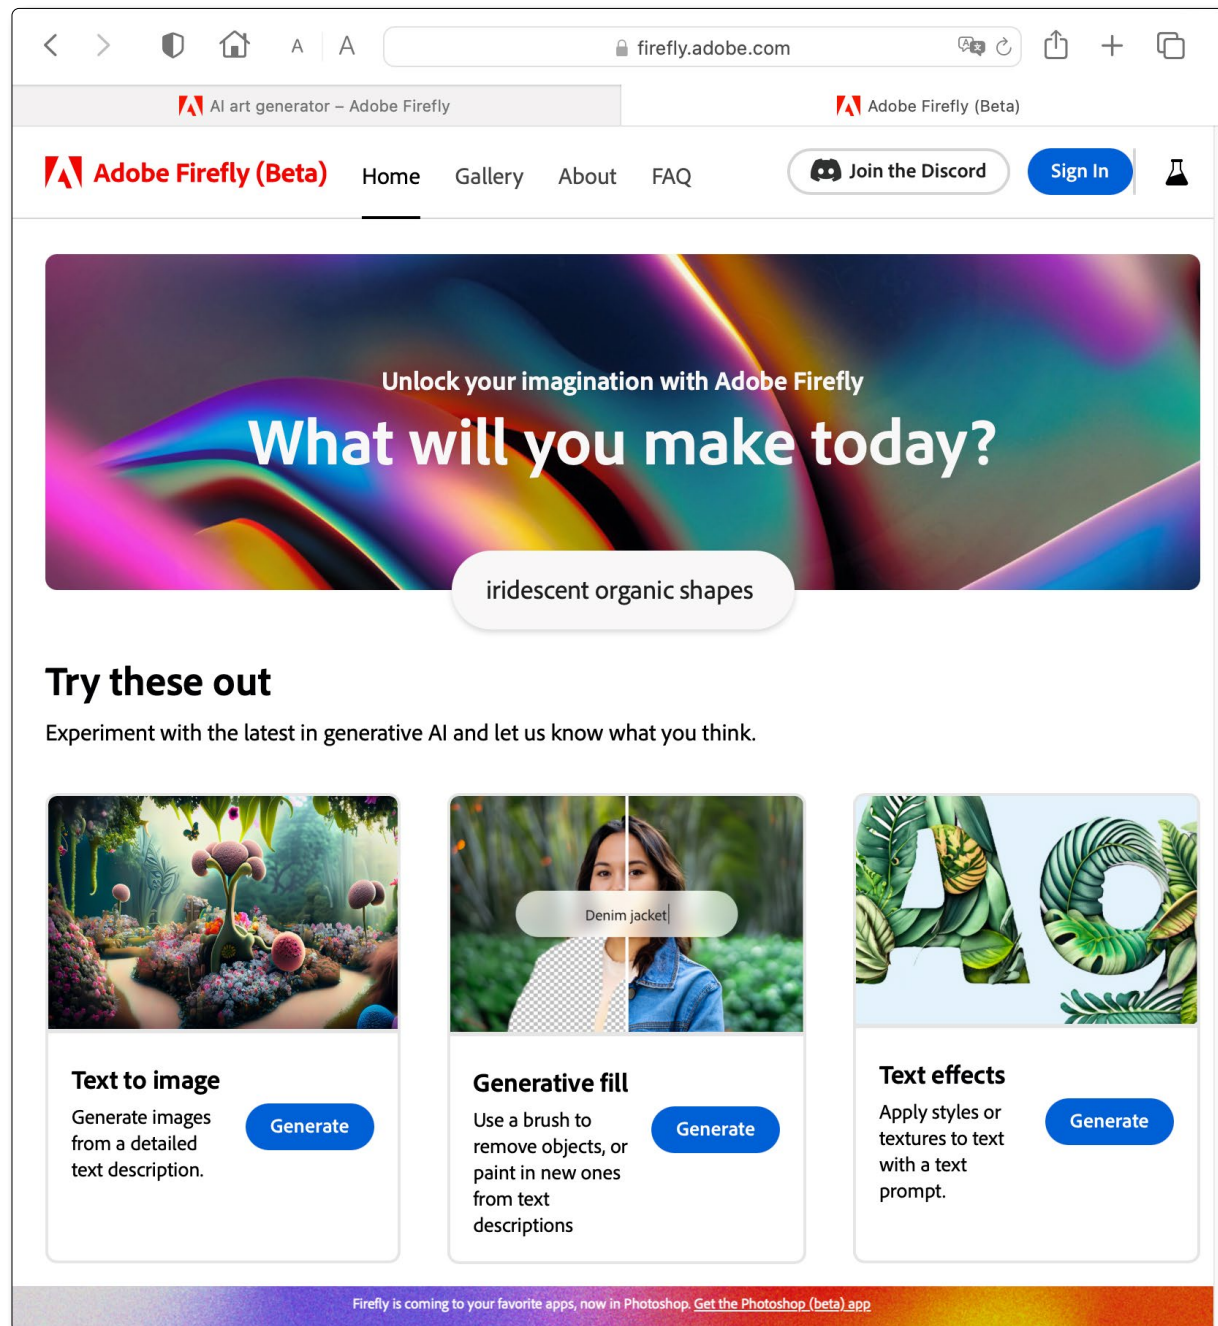 firefly.adobe.com
AI art generator – Adobe Firefly
Adobe Firefly (Beta)
Adobe Firefly (Beta)
Home
Gallery
About
FAQ
Join the Discord
Sign In
Unlock your imagination with Adobe Firefly
What will you make today?
iridescent organic shapes
Try these out
Experiment with the latest in generative AI and let us know what you think.
Denim jacket
AQ
Text to image
Generate images
from a detailed
text description.
Generate
Generative fill
Use a brush to
remove objects, or
paint in new ones
from text
descriptions
Generate
Text effects
Apply styles or
textures to text
with a text
prompt.
Generate
Firefly is coming to your favorite apps, now in Photoshop. Get the Photoshop (beta) app